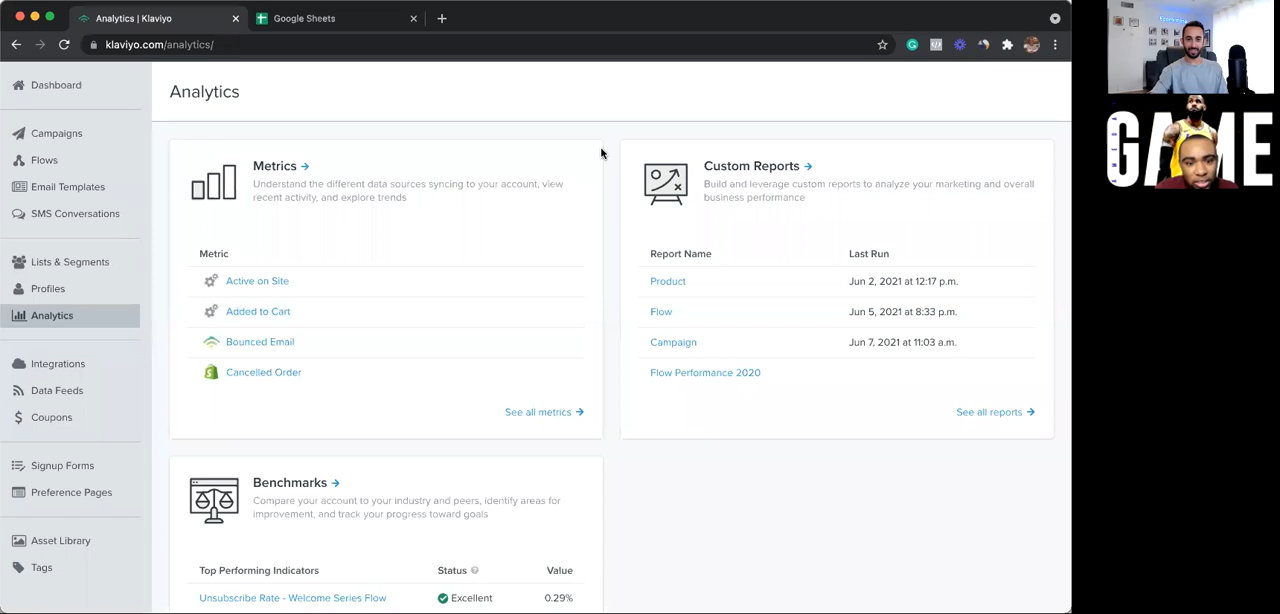 Analytics | Klaviyo
Google Sheets
klaviyo.com/analytics/
Dashboard
Campaigns
Flows
Email Templates
SMS Conversations
Lists & Segments
Profiles
Analytics
Integrations
Data Feeds
Coupons
Signup Forms
Preference Pages
Asset Library
Tags
Analytics
Metrics
Understand the different data sources syncing to your account, view
recent activity, and explore trends
Metric
Active on Site
Added to Cart
Bounced Email
Cancelled Order
See all metrics
Custom Reports
Build and leverage custom reports to analyze your marketing and overall
business performance
Report Name Last Run
Product Jun 2, 2021 at 12:17 p.m.
Flow Jun 5, 2021 at 8:33 p.m.
Campaign Jun 7, 2021 at 11:03 a.m.
Flow Performance 2020
See all reports
Benchmarks
Compare your account to your industry and peers, identify areas for
improvement, and track your progress toward goals
Top Performing Indicators Status Value
Unsubscribe Rate - Welcome Series Flow Excellent 0.29%
GAME